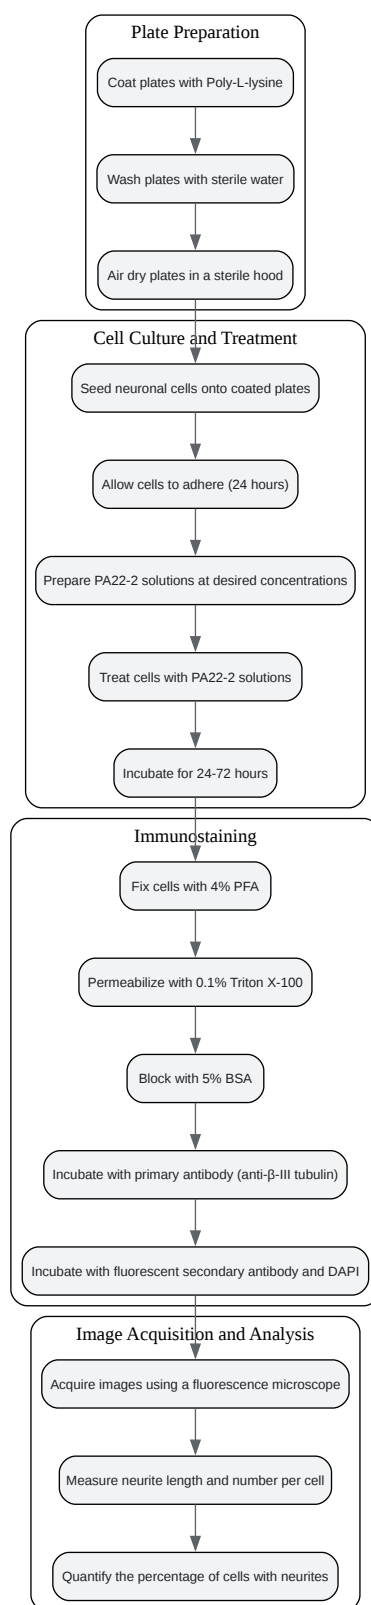 Plate Preparation
Coat plates with Poly-L-lysine
Wash plates with sterile water
Air dry plates in a sterile hood
Cell Culture and Treatment
Seed neuronal cells onto coated plates
Allow cells to adhere (24 hours)
Prepare PA22-2 solutions at desired concentrations
Treat cells with PA22-2 solutions
Incubate for 24-72 hours
Immunostaining
Fix cells with 4% PFA
Permeabilize with 0.1% Triton X-100
Block with 5% BSA
Incubate with primary antibody (anti-β-III tubulin)
Incubate with fluorescent secondary antibody and DAPI
Image Acquisition and Analysis
Acquire images using a fluorescence microscope
Measure neurite length and number per cell
Quantify the percentage of cells with neurites